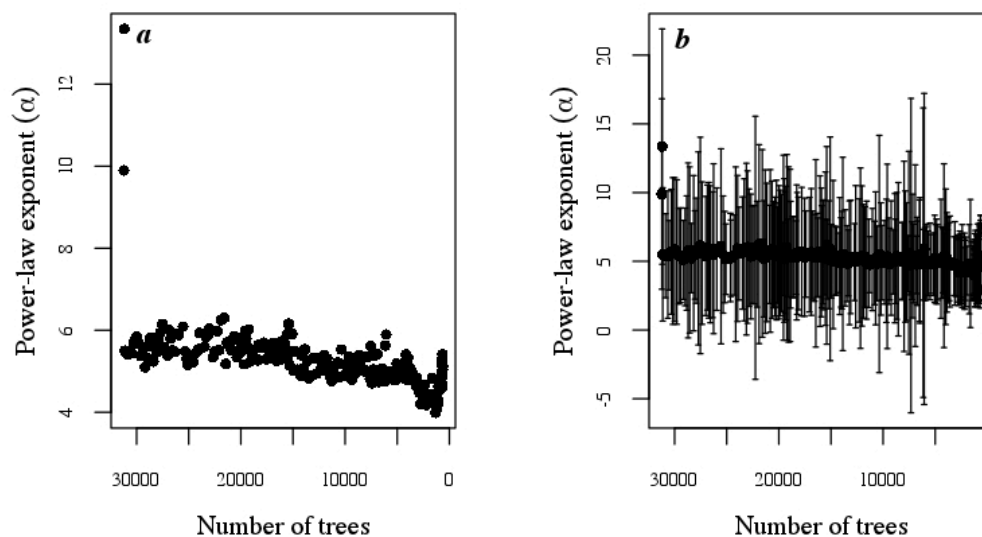 a
Power-law exponent (α)
12
10
8
6
4
30000 20000 10000 0
Number of trees
b
Power-law exponent (α)
20
15
10
5
0
-5
30000 20000 10000
Number of trees